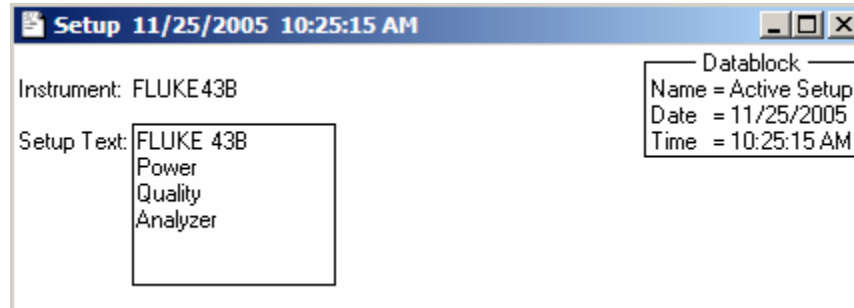 Setup 11/25/2005 10:25:15 AM
Instrument: FLUKE43B
Setup Text: FLUKE 43B
Power
Quality
Analyzer
Datablock
Name = Active Setup
Date = 11/25/2005
Time = 10:25:15 AM